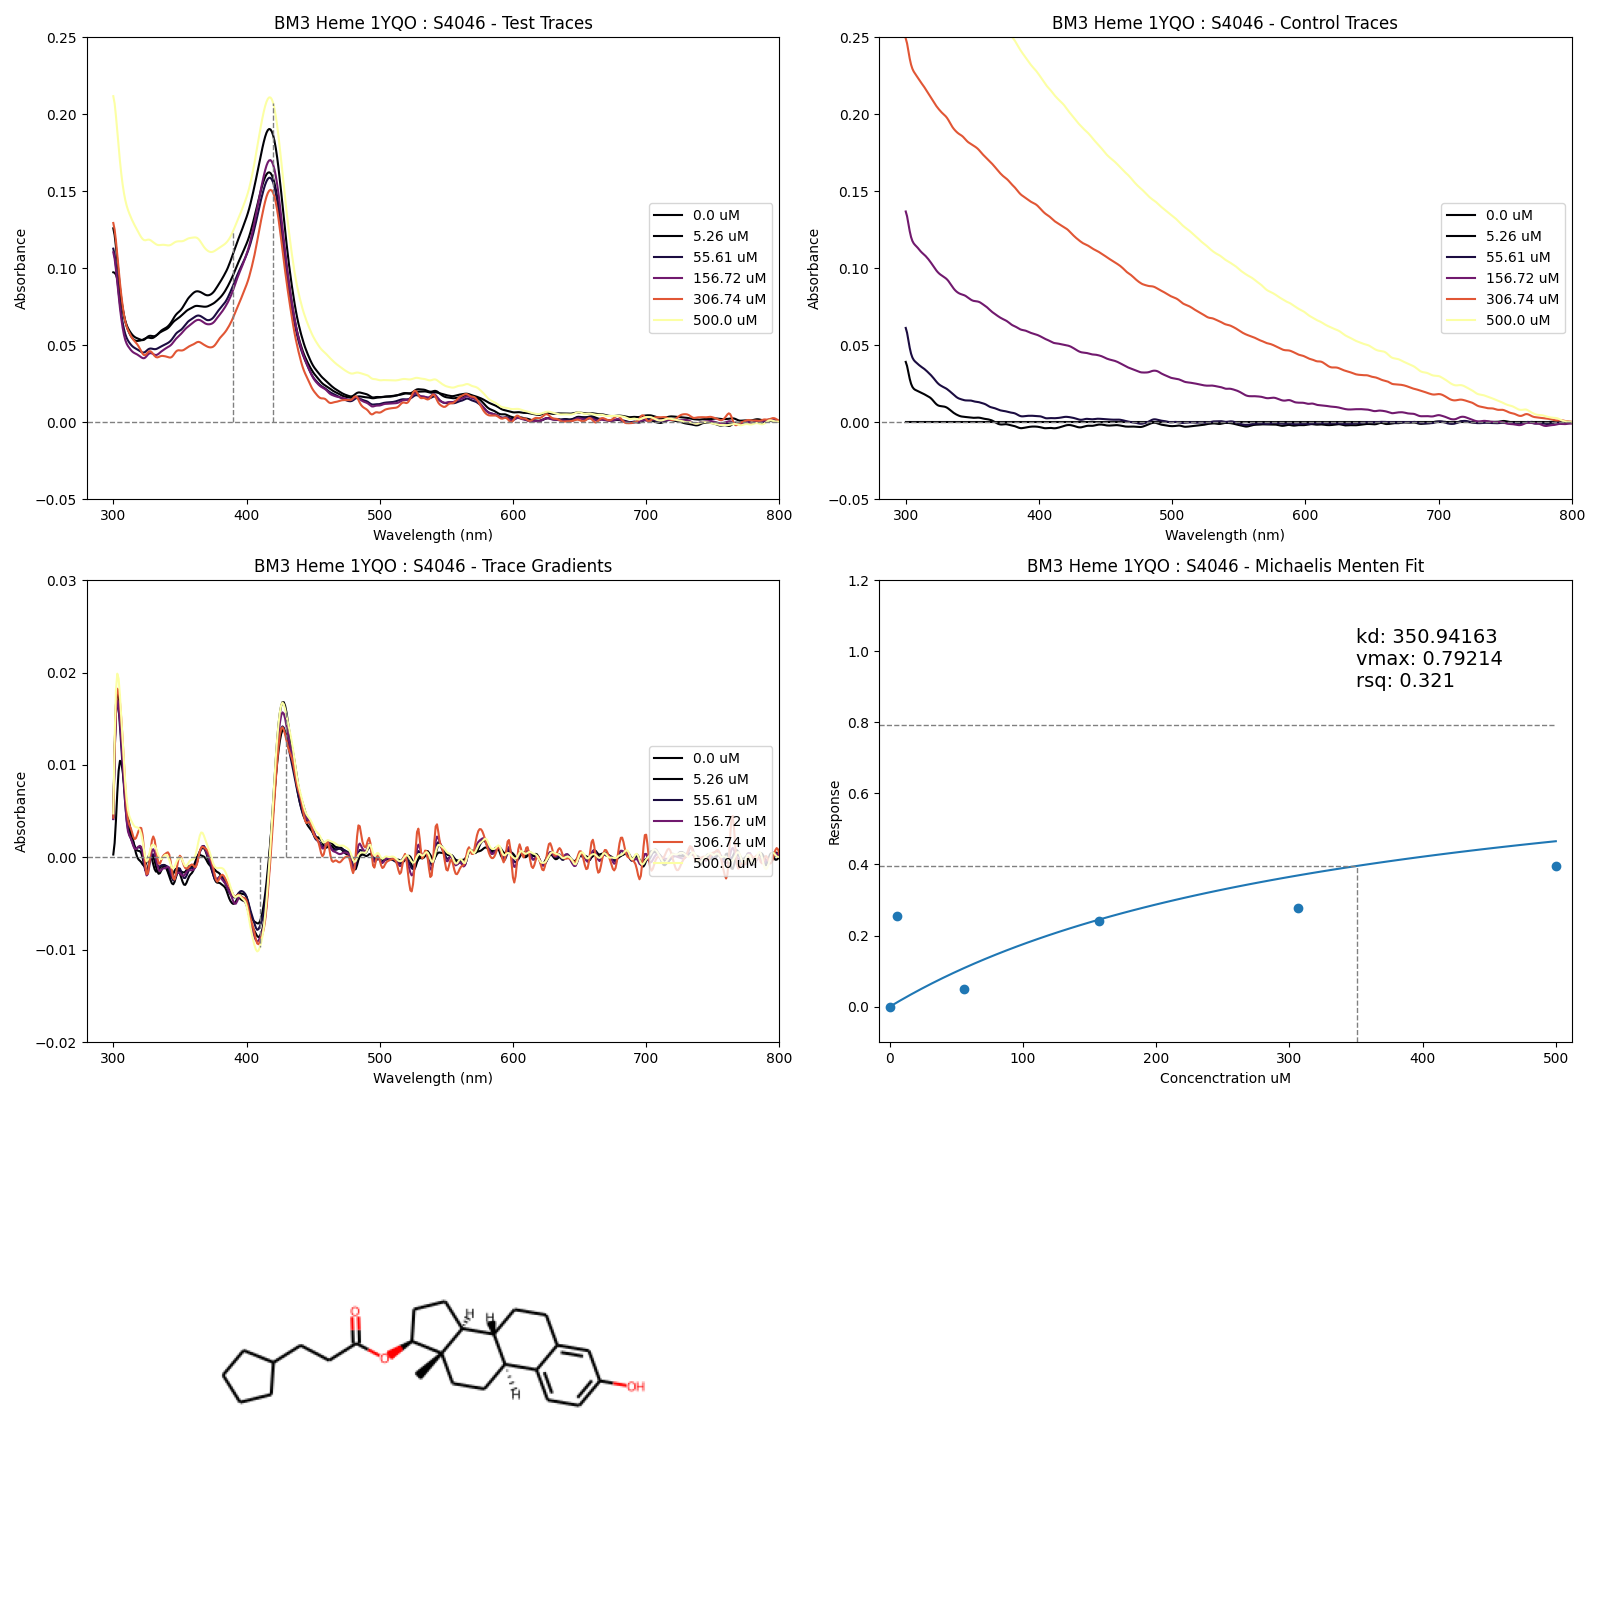 BM3 Heme 1YQO : S4046 - Test Traces
Absorbance
0.25
0.20
0.15
0.10
0.05
0.00
−0.05
300 400 500 600 700 800
Wavelength (nm)
0.0 uM
5.26 uM
55.61 uM
156.72 uM
306.74 uM
500.0 uM
BM3 Heme 1YQO : S4046 - Control Traces
Absorbance
0.25
0.20
0.15
0.10
0.05
0.00
−0.05
300 400 500 600 700 800
Wavelength (nm)
0.0 uM
5.26 uM
55.61 uM
156.72 uM
306.74 uM
500.0 uM
BM3 Heme 1YQO : S4046 - Trace Gradients
Absorbance
0.03
0.02
0.01
0.00
−0.01
−0.02
300 400 500 600 700 800
Wavelength (nm)
0.0 uM
5.26 uM
55.61 uM
156.72 uM
306.74 uM
500.0 uM
BM3 Heme 1YQO : S4046 - Michaelis Menten Fit
Response
1.2
1.0
0.8
0.6
0.4
0.2
0.0
0 100 200 300 400 500
Concenctration uM
kd: 350.94163
vmax: 0.79214
rsq: 0.321
O
O
H
H
H
OH